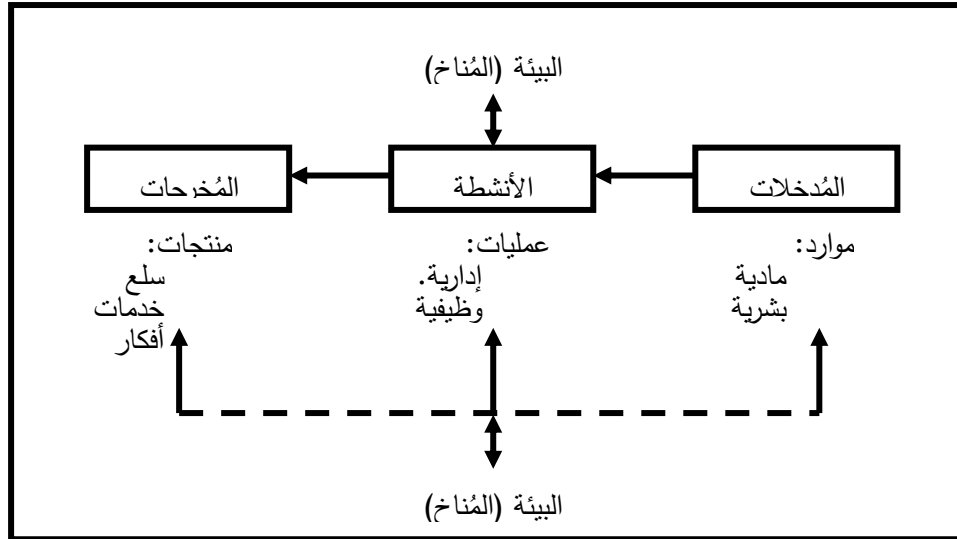 البيئة (المُناخ)
المُدخلات
الأنشطة
المُخرحات
موارد:
مادية
بشرية
عمليات:
إدارية.
وظيفية
منتجات:
سلع
خدمات
أفكار
البيئة (المُناخ)